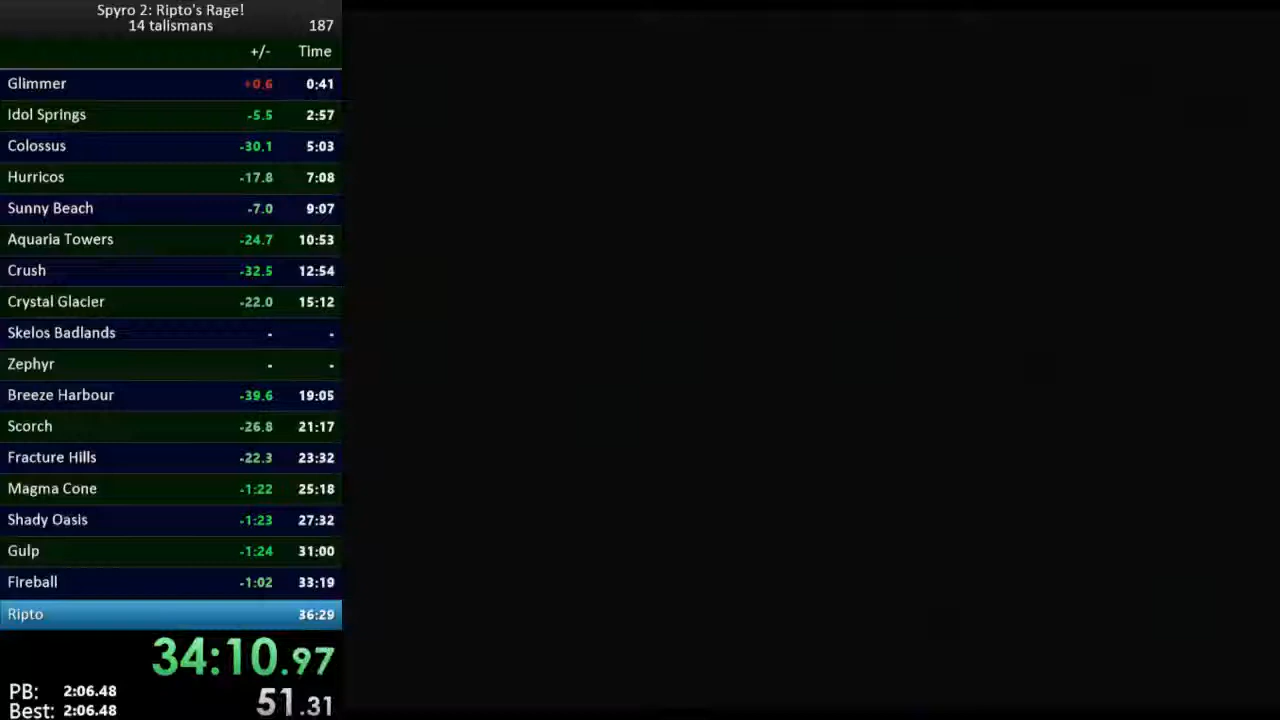 Spyro 2: Ripto's Rage!
14 talismans 187
+/- Time
Glimmer +0.6 0:41
Idol Springs -5.5 2:57
Colossus -30.1 5:03
Hurricos -17.8 7:08
Sunny Beach -7.0 9:07
Aquaria Towers -24.7 10:53
Crush -32.5 12:54
Crystal Glacier -22.0 15:12
Skelos Badlands - -
Zephyr - -
Breeze Harbour -39.6 19:05
Scorch -26.8 21:17
Fracture Hills -22.3 23:32
Magma Cone -1:22 25:18
Shady Oasis -1:23 27:32
Gulp -1:24 31:00
Fireball -1:02 33:19
Ripto 36:29
34:10.97
PB: 2:06.48
Best: 2:06.48
51.31